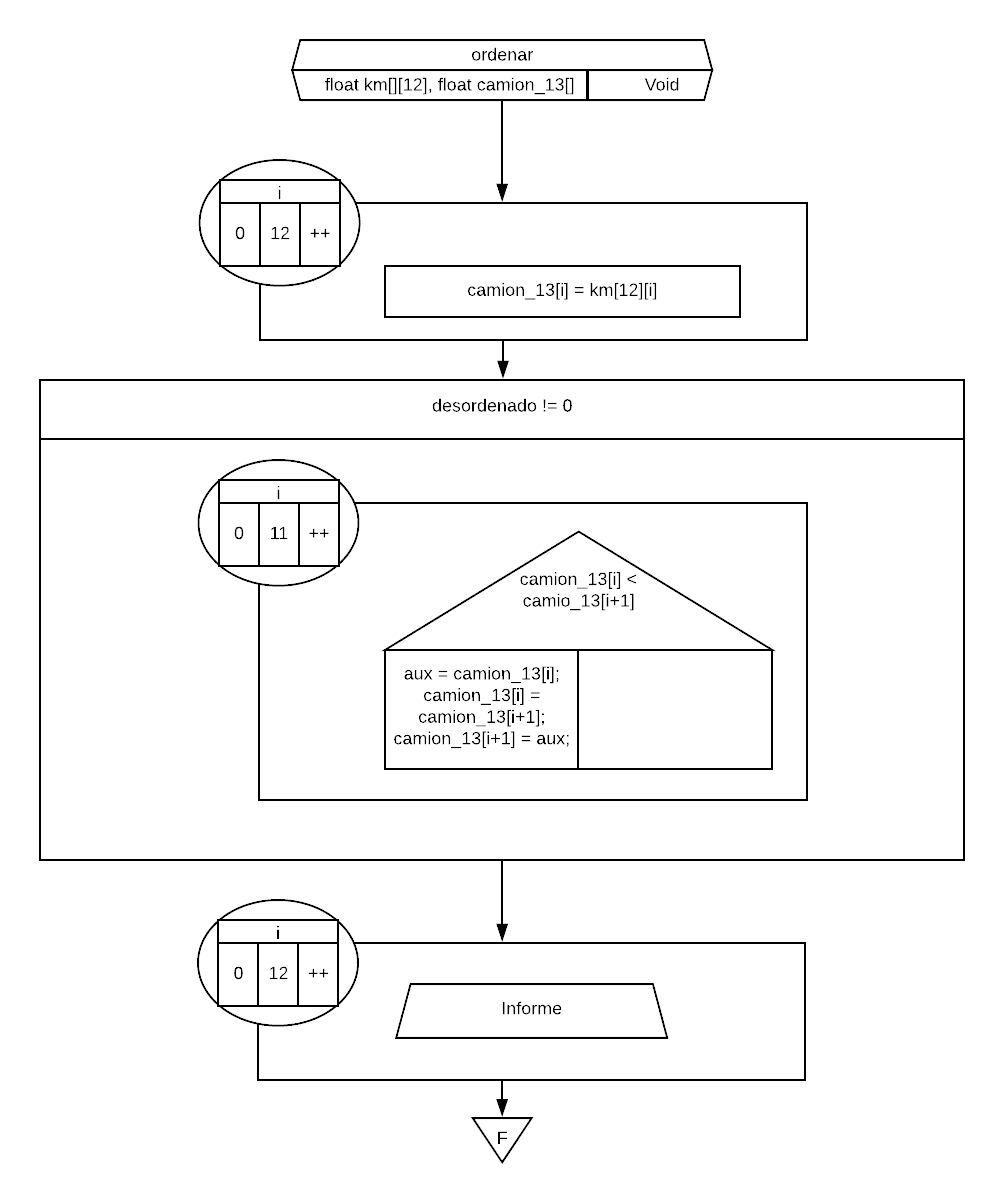 ordenar
float km[][12], float camion_13[]
Void
i
0
12
++
camion_13[i] = km[12][i]
desordenado != 0
i
0
11
++
camion_13[i] <
camio_13[i+1]
aux = camion_13[i];
camion_13[i] =
camion_13[i+1];
camion_13[i+1] = aux;
i
0
12
++
Informe
F